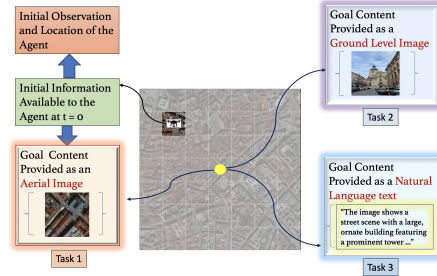 Initial Observation
and Location of the
Agent
Initial Information
Available to the
Agent at t = 0
Goal Content
Provided as an
Aerial Image
Task 1
Goal Content
Provided as a
Ground Level Image
Task 2
Goal Content
Provided as a Natural
Language text
"The image shows a
street scene with a large,
ornate building featuring
a prominent tower ..."
Task 3